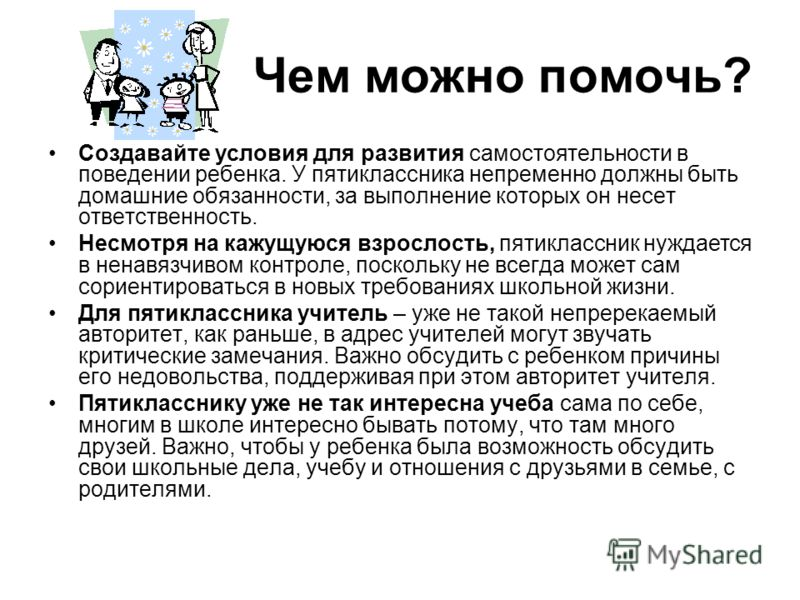 Чем можно помочь?
• Создавайте условия для развития самостоятельности в
поведении ребенка. У пятиклассника непременно должны быть
домашние обязанности, за выполнение которых он несет
ответственность.
• Несмотря на кажущуюся взрослость, пятиклассник нуждается
в ненавязчивом контроле, поскольку не всегда может сам
сориентироваться в новых требованиях школьной жизни.
• Для пятиклассника учитель – уже не такой непререкаемый
авторитет, как раньше, в адрес учителей могут звучать
критические замечания. Важно обсудить с ребенком причины
его недовольства, поддерживая при этом авторитет учителя.
• Пятикласснику уже не так интересна учеба сама по себе,
многим в школе интересно бывать потому, что там много
друзей. Важно, чтобы у ребенка была возможность обсудить
свои школьные дела, учебу и отношения с друзьями в семье, с
родителями.
MyShared